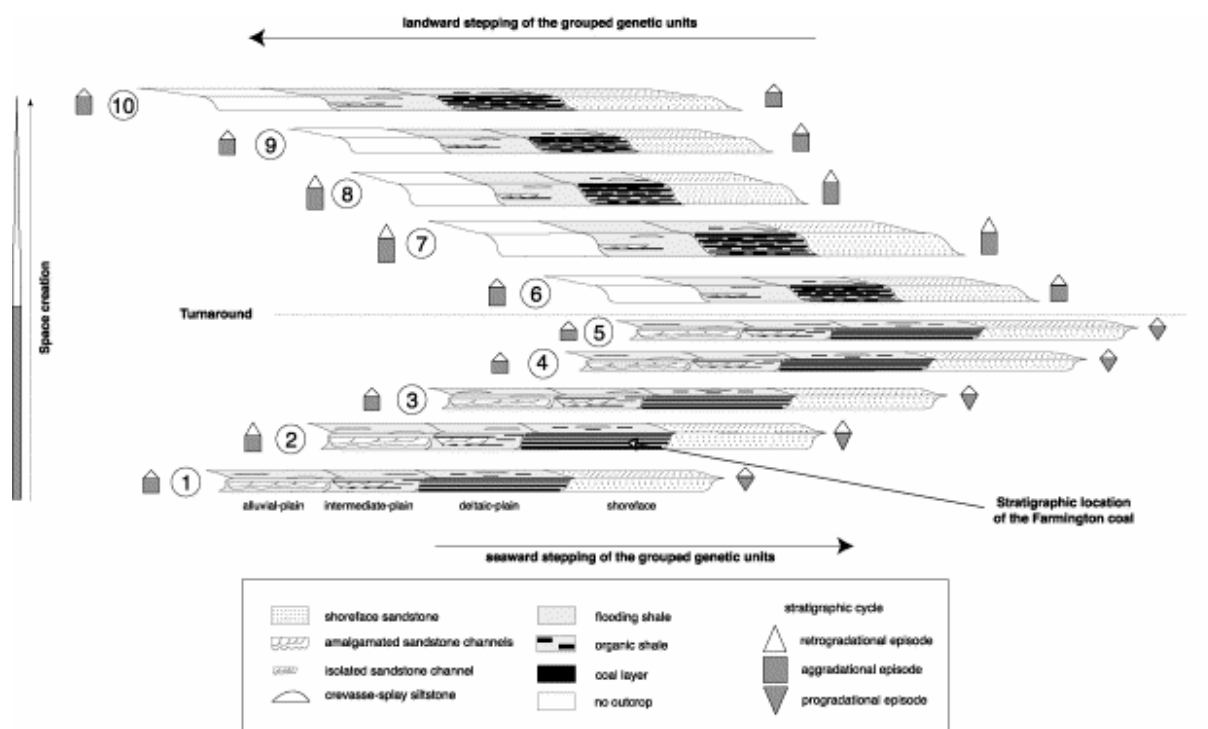 landward stepping of the grouped genetic units
10
9
8
7
6
Turnaround
5
4
3
2
1
Space creation
alluvial-plain intermediate-plain deltaic-plain shoreface
Stratigraphic location
of the Farmington coal
seaward stepping of the grouped genetic units
shoreface sandstone
amalgamated sandstone channels
isolated sandstone channel
crevasse-splay siltstone
flooding shale
organic shale
coal layer
no outcrop
stratigraphic cycle
retrogradational episode
aggradational episode
progradational episode